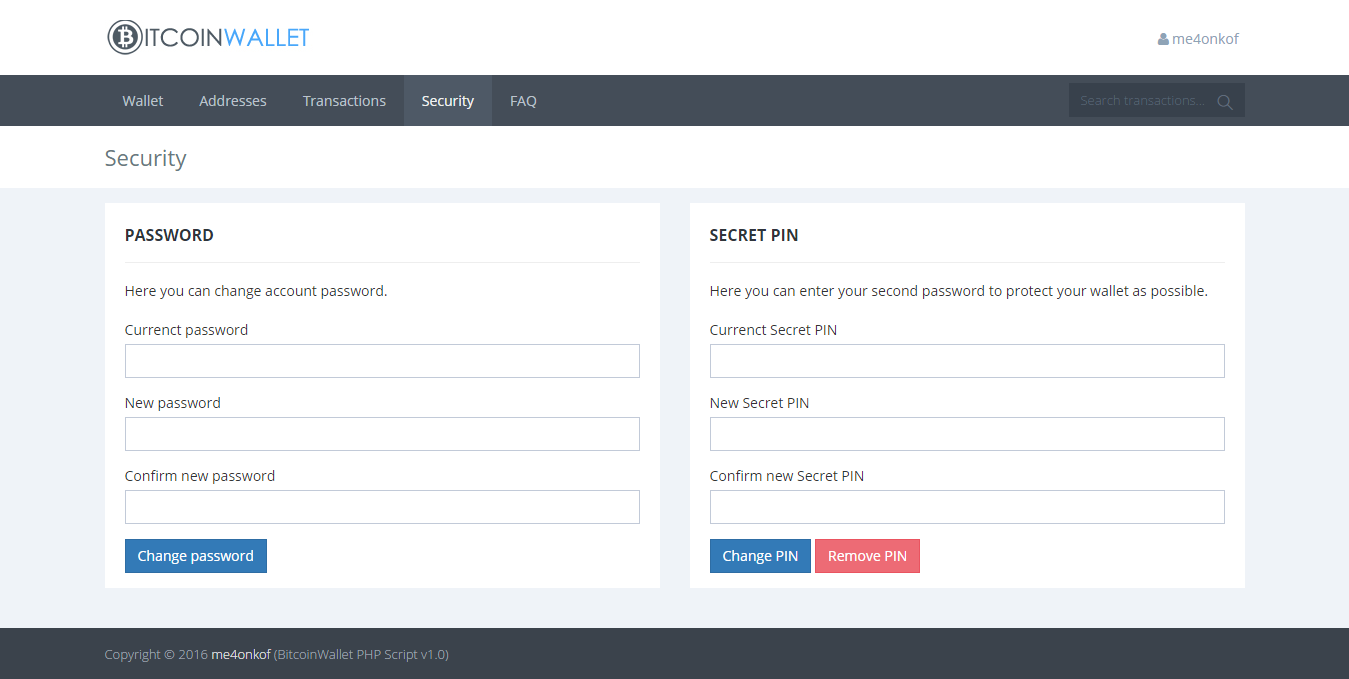 BITCOINWALLET
me4onkof
Wallet Addresses Transactions Security FAQ Search transactions...
Security
PASSWORD
Here you can change account password.
Currenct password
New password
Confirm new password
Change password
SECRET PIN
Here you can enter your second password to protect your wallet as possible.
Currenct Secret PIN
New Secret PIN
Confirm new Secret PIN
Change PIN Remove PIN
Copyright © 2016 me4onkof (BitcoinWallet PHP Script v1.0)